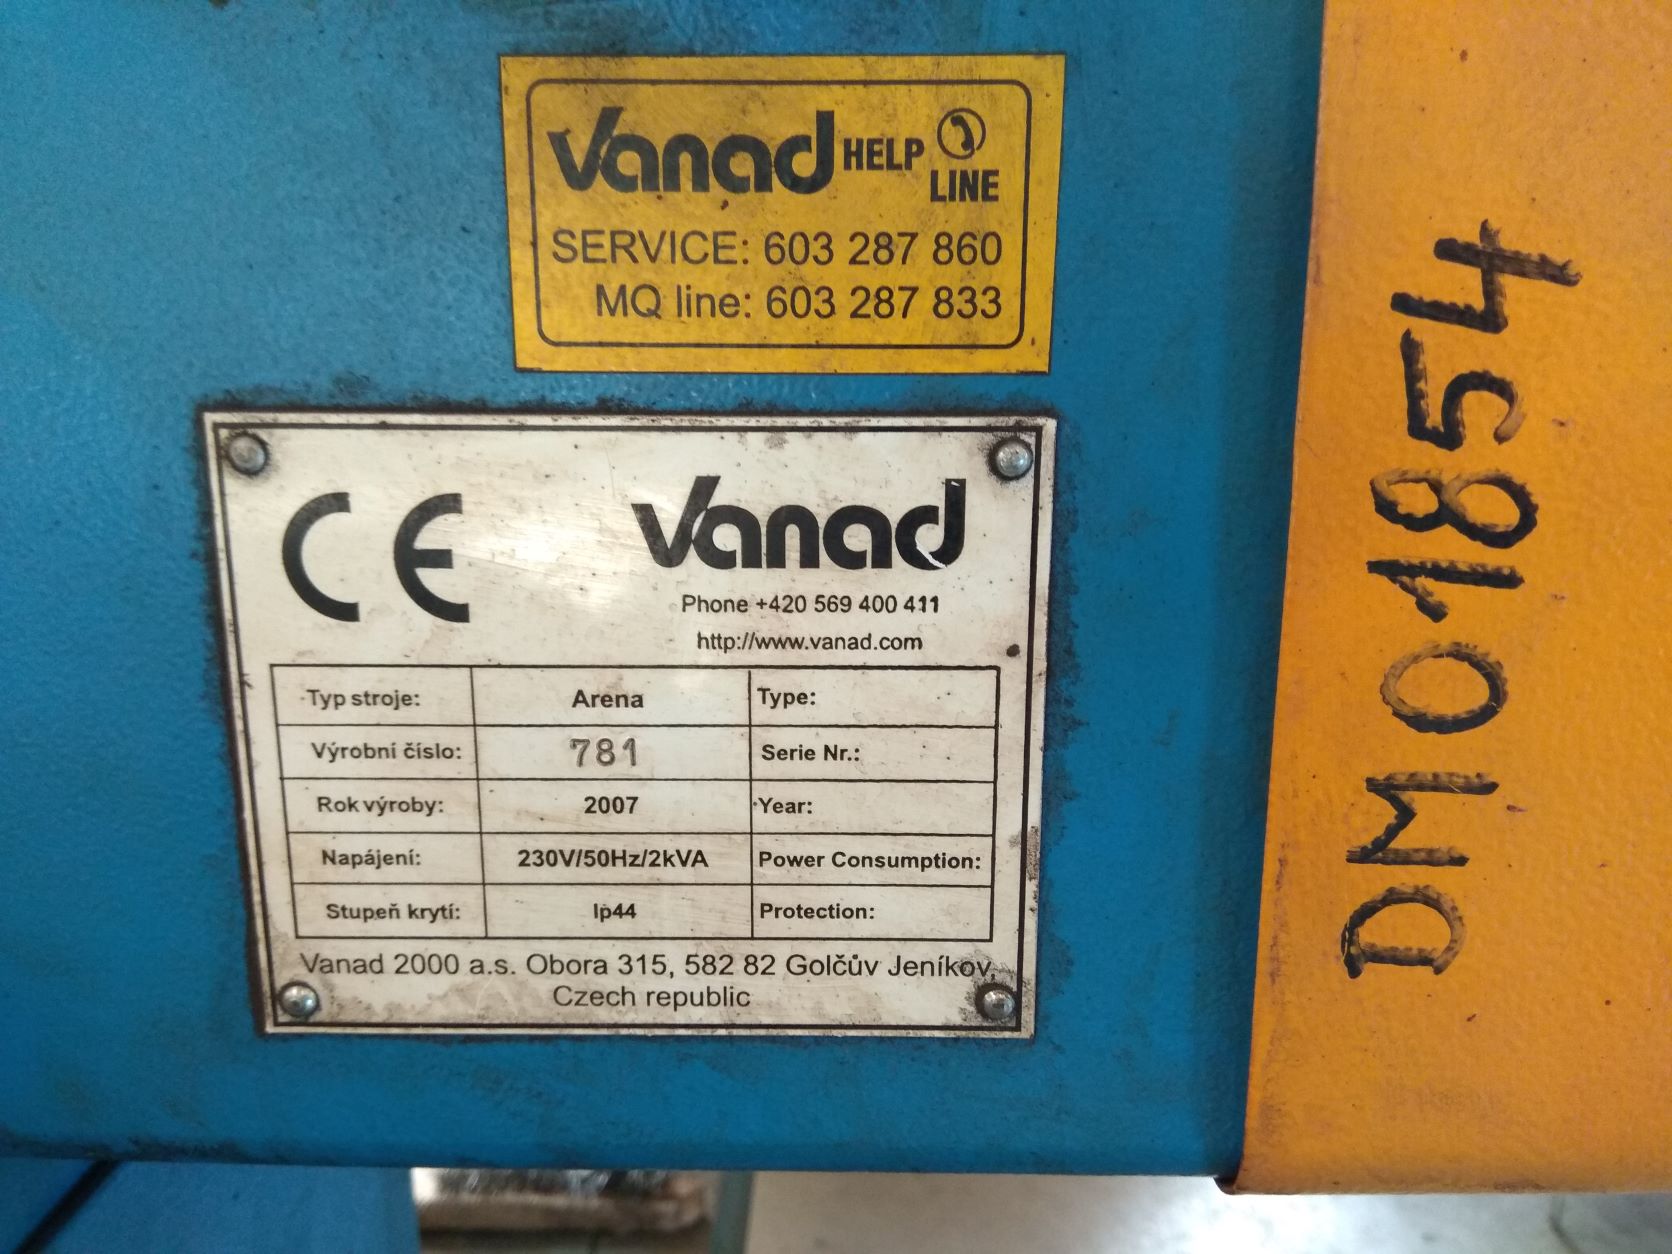 Vanad HELP LINE
SERVICE: 603 287 860
MQ line: 603 287 833
CE Vanad
Phone +420 569 400 411
http://www.vanad.com
Typ stroje: Arena Type:
Výrobní číslo: 781 Serie Nr.:
Rok výroby: 2007 Year:
Napájení: 230V/50Hz/2kVA Power Consumption:
Stupeň krytí: Ip44 Protection:
Vanad 2000 a.s. Obora 315, 582 82 Golčův Jeníkov,
Czech republic
DM 01854